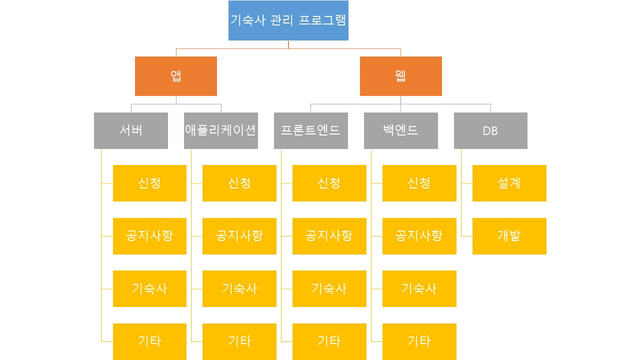 기숙사 관리 프로그램
앱
웹
서버
애플리케이션
프론트엔드
백엔드
DB
신청
신청
신청
신청
설계
공지사항
공지사항
공지사항
공지사항
개발
기숙사
기숙사
기숙사
기숙사
기타
기타
기타
기타